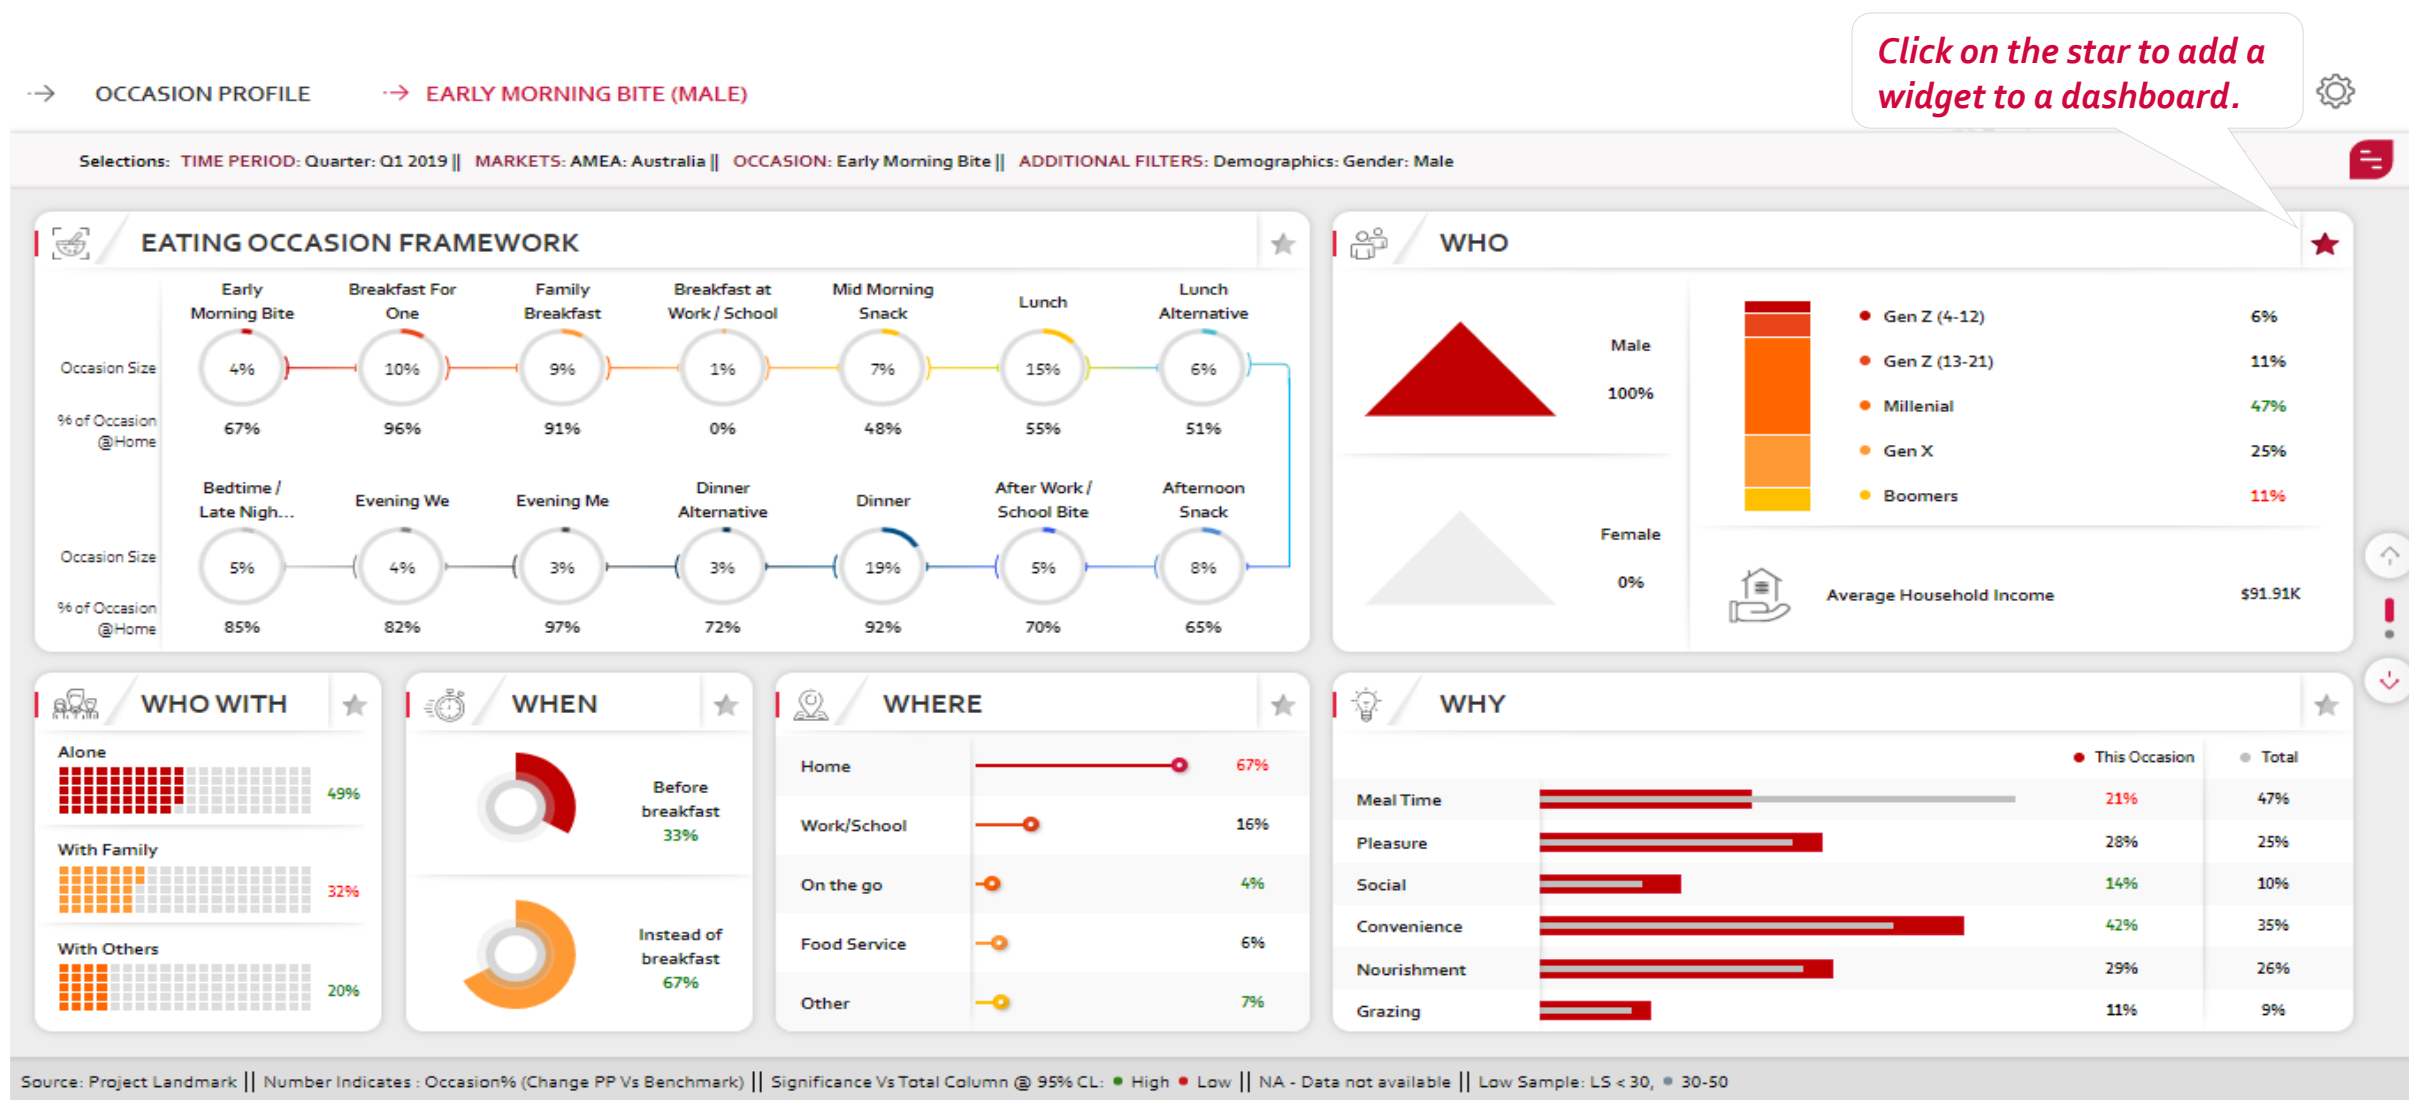 Click on the star to add a
widget to a dashboard.
OCCASION PROFILE
EARLY MORNING BITE (MALE)
Selections: TIME PERIOD: Quarter: Q1 2019 || MARKETS: AMEA: Australia || OCCASION: Early Morning Bite || ADDITIONAL FILTERS: Demographics: Gender: Male
EATING OCCASION FRAMEWORK
Early
Morning Bite
Breakfast For
One
Family
Breakfast
Breakfast at
Work / School
Mid Morning
Snack
Lunch
Lunch
Alternative
Occasion Size
4%
10%
9%
1%
7%
15%
6%
% of Occasion
@Home
67%
96%
91%
0%
48%
55%
51%
Bedtime /
Late Nigh...
Evening We
Evening Me
Dinner
Alternative
Dinner
After Work /
School Bite
Afternoon
Snack
Occasion Size
5%
4%
3%
3%
19%
5%
8%
% of Occasion
@Home
85%
82%
97%
72%
92%
70%
65%
WHO
Male
100%
Female
0%
Gen Z (4-12) 6%
Gen Z (13-21) 11%
Millenial 47%
Gen X 25%
Boomers 11%
Average Household Income $91.91K
WHO WITH
Alone
49%
With Family
32%
With Others
20%
WHEN
Before
breakfast
33%
Instead of
breakfast
67%
WHERE
Home 67%
Work/School 16%
On the go 4%
Food Service 6%
Other 7%
WHY
This Occasion Total
Meal Time 21% 47%
Pleasure 28% 25%
Social 14% 10%
Convenience 42% 35%
Nourishment 29% 26%
Grazing 11% 9%
Source: Project Landmark || Number Indicates : Occasion% (Change PP Vs Benchmark) || Significance Vs Total Column @ 95% CL: High Low || NA - Data not available || Low Sample: LS < 30, 30-50